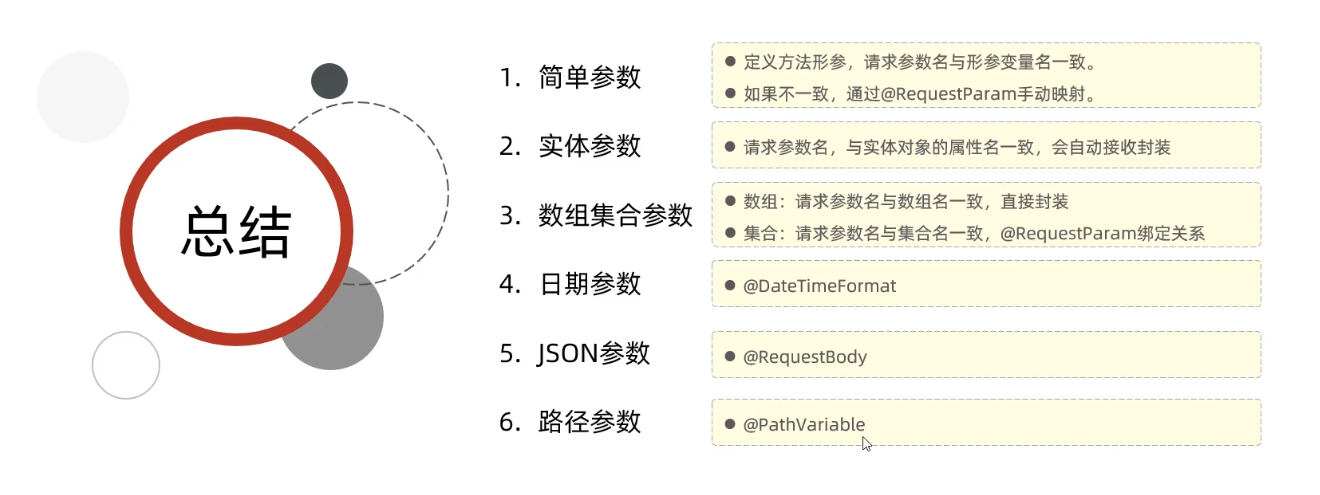 总结
1. 简单参数
● 定义方法形参，请求参数名与形参变量名一致。
● 如果不一致，通过@RequestParam手动映射。
2. 实体参数
● 请求参数名，与实体对象的属性名一致，会自动接收封装
3. 数组集合参数
● 数组：请求参数名与数组名一致，直接封装
● 集合：请求参数名与集合名一致，@RequestParam绑定关系
4. 日期参数
● @DateTimeFormat
5. JSON参数
● @RequestBody
6. 路径参数
● @PathVariable